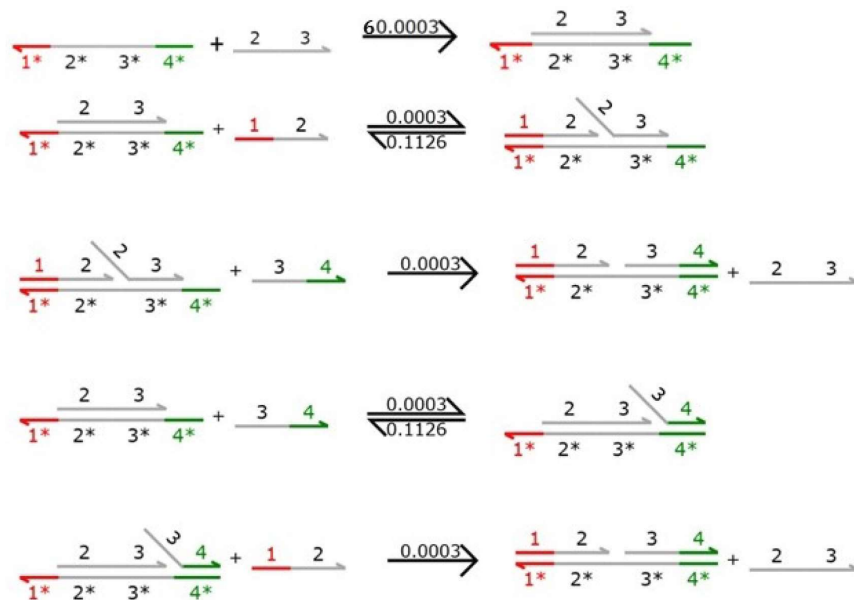 2 3
+ 2 3 60.0003
1* 2* 3* 4* 1* 2* 3* 4*
2 3 + 1 2 0.0003 1 2 2 3
1* 2* 3* 4* 0.1126 1* 2* 3* 4*
1 2 2 3 + 3 4 0.0003 1 2 3 4 + 2 3
1* 2* 3* 4* 1* 2* 3* 4*
2 3 + 3 4 0.0003 2 3 3 4
1* 2* 3* 4* 0.1126 1* 2* 3* 4*
2 3 3 4 + 1 2 0.0003 1 2 3 4 + 2 3
1* 2* 3* 4* 1* 2* 3* 4*